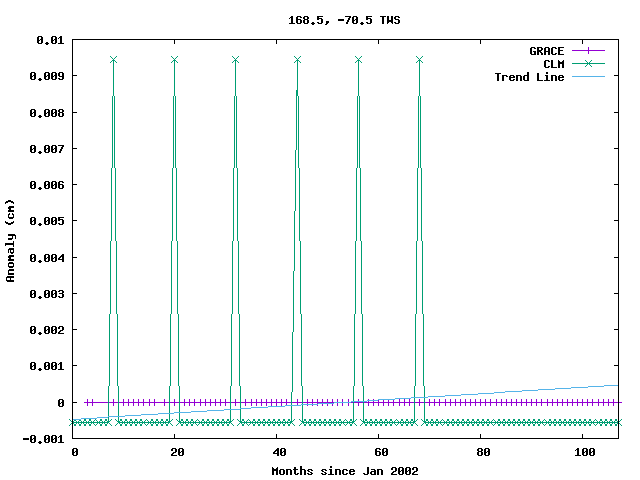 168.5, -70.5 TWS
GRACE
CLM
Trend Line
0.01
0.009
0.008
0.007
0.006
0.005
0.004
0.003
0.002
0.001
0
-0.001
Anomaly (cm)
0 20 40 60 80 100
Months since Jan 2002